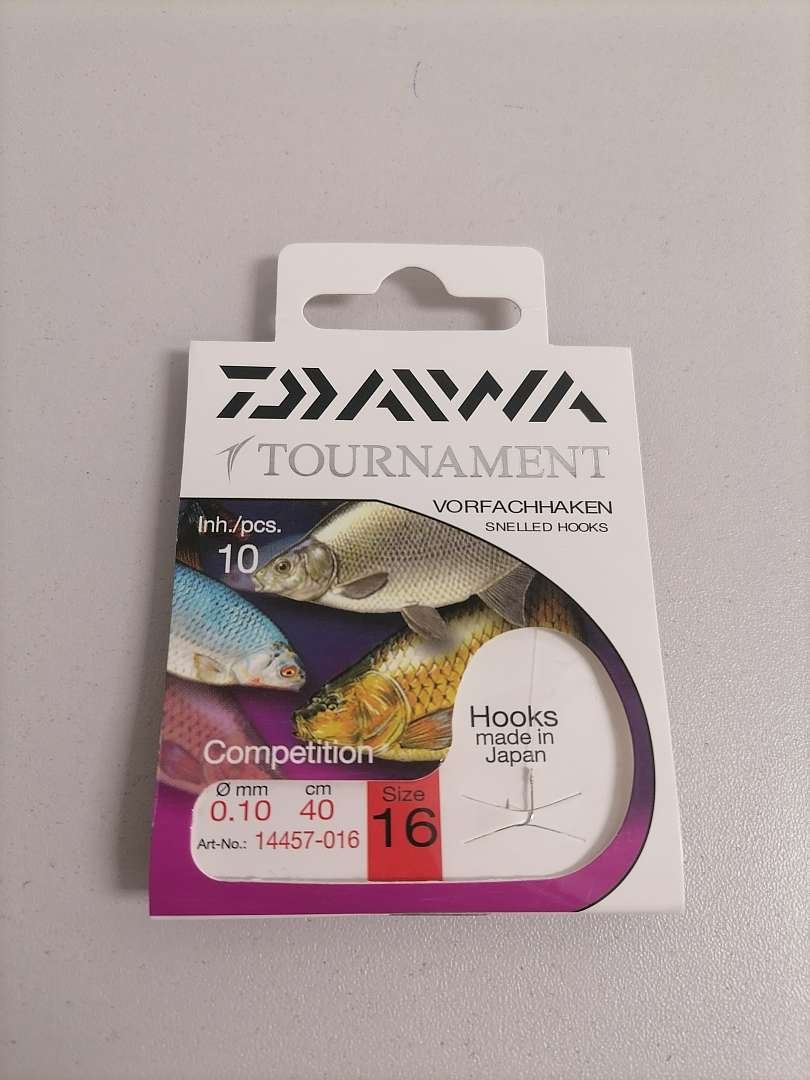 DAIWA
TOURNAMENT
VORFACHHAKEN
SNELLED HOOKS
Inh./pcs.
10
Hooks
made in
Japan
Competition
Ø mm cm
0.10 40
Art-No.: 14457-016
Size
16